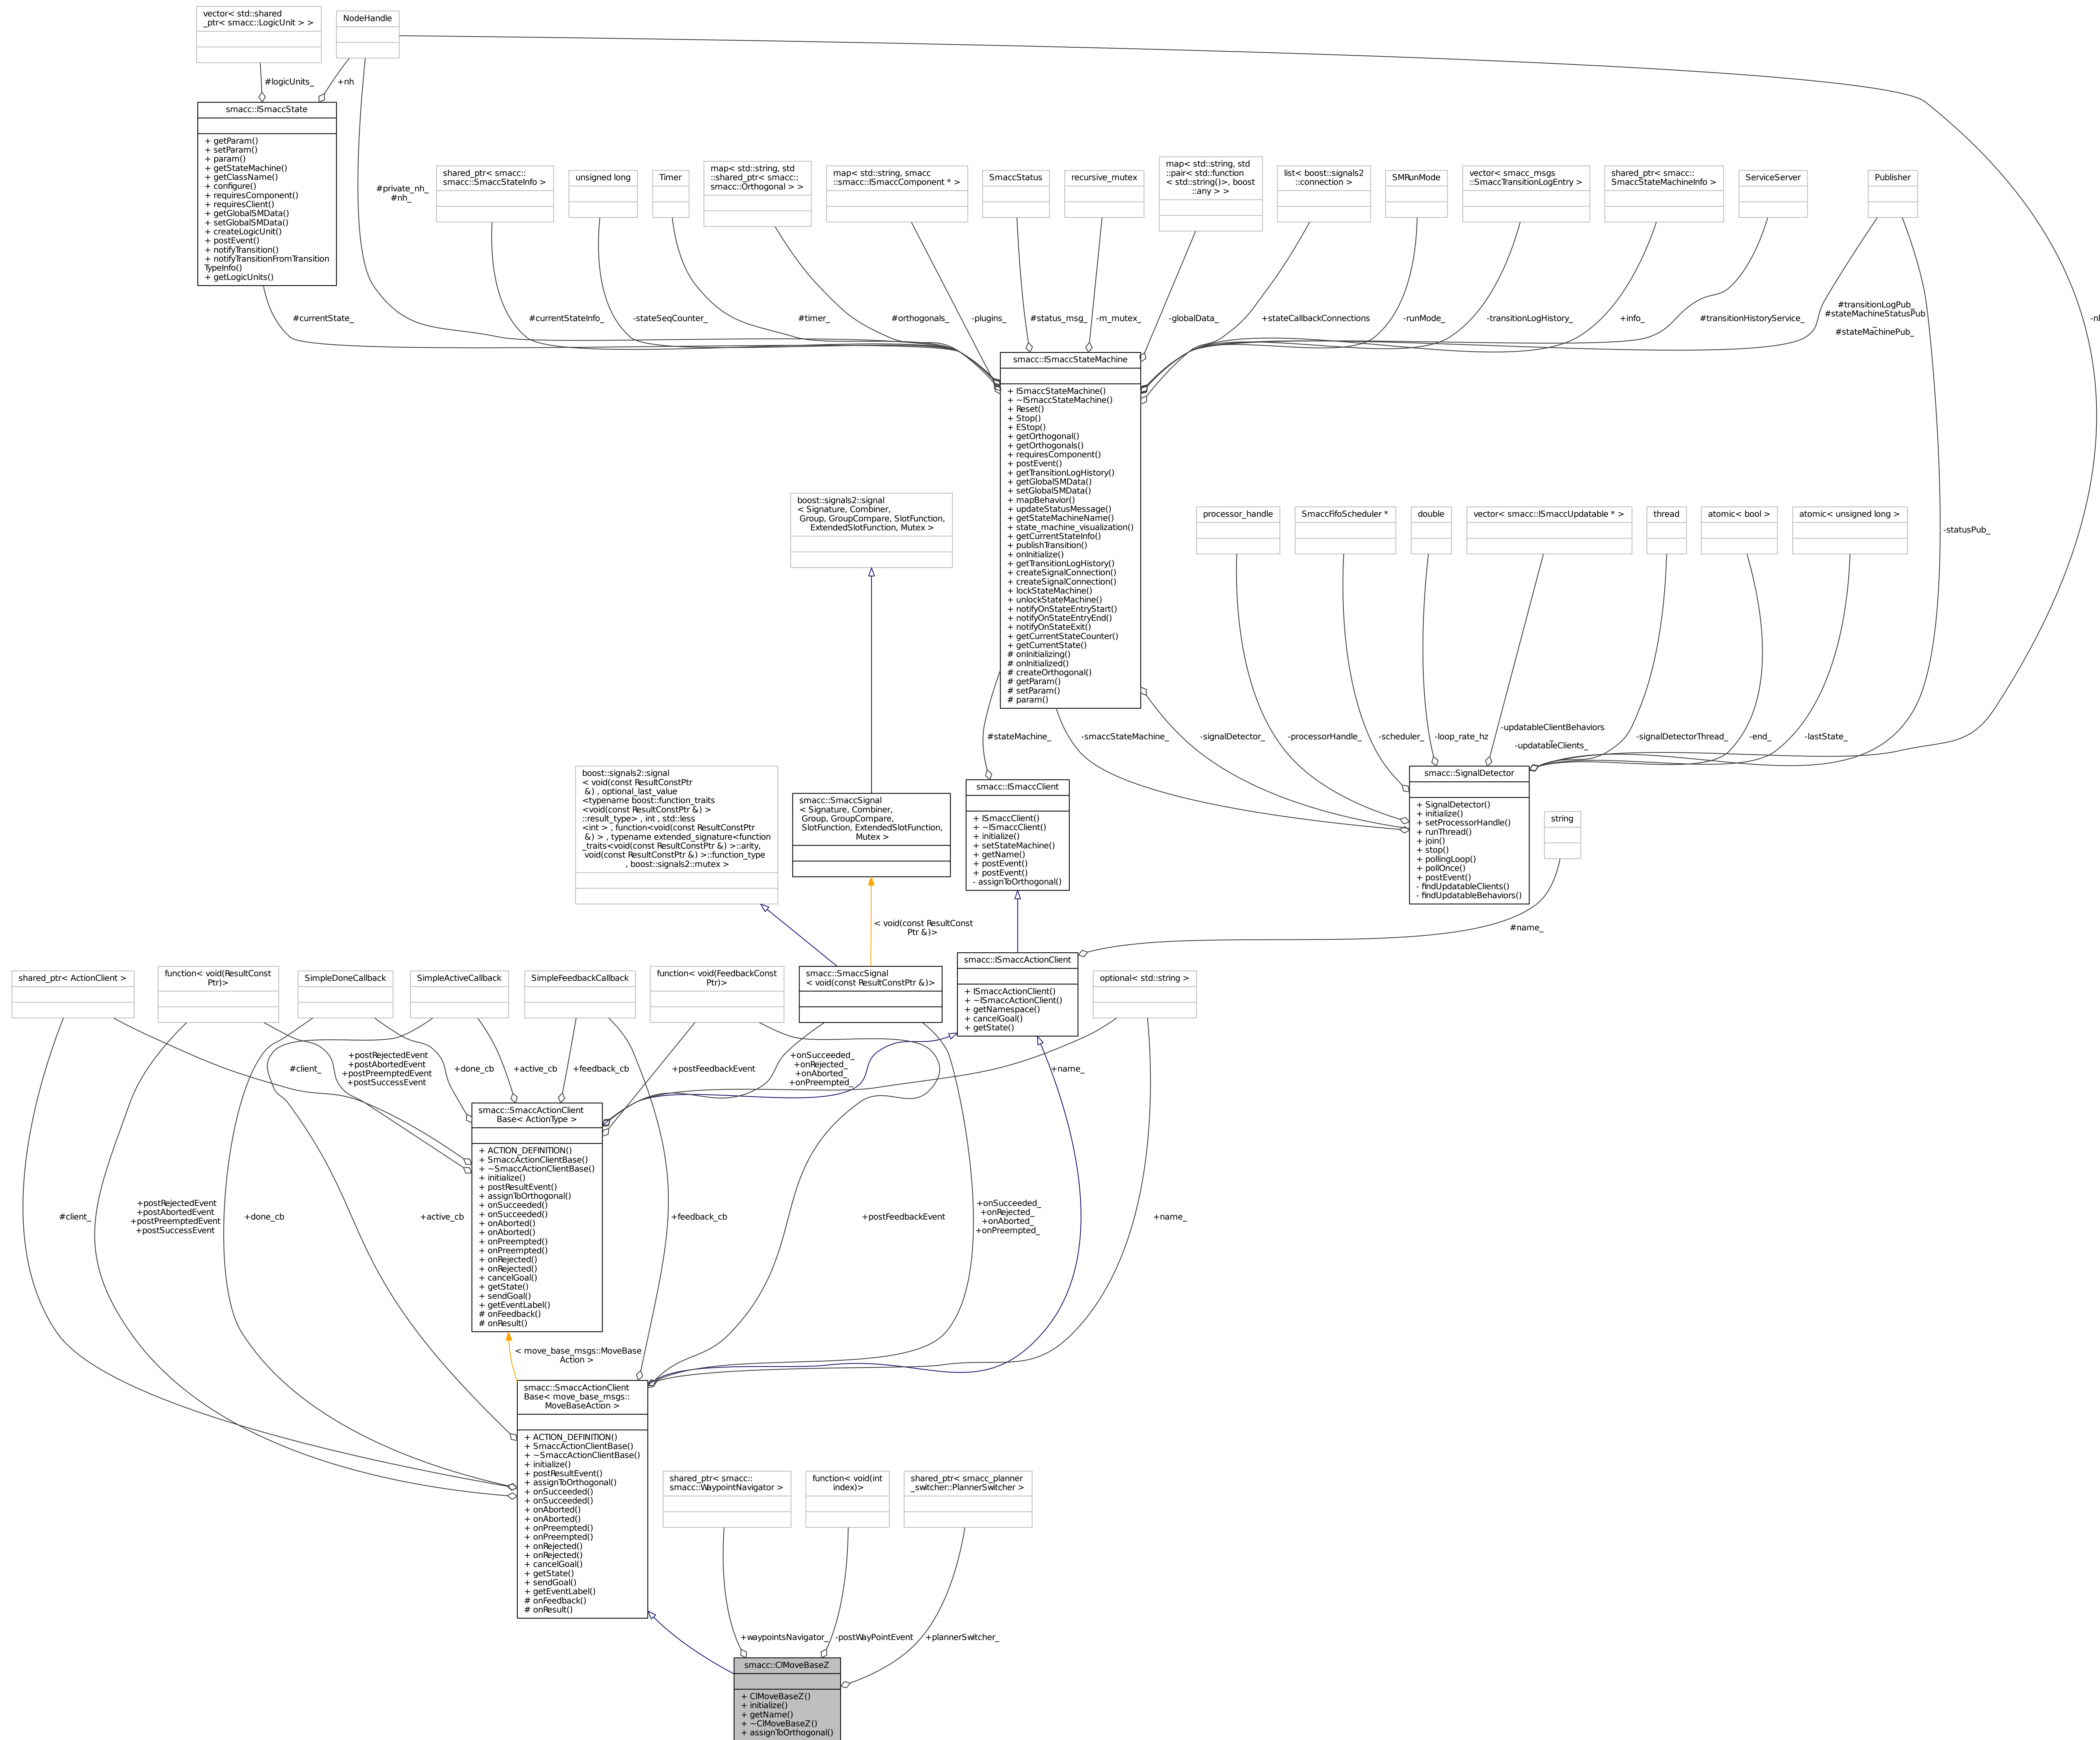 vector< std::shared
_ptr< smacc::LogicUnit > >
NodeHandle
#logicUnits_
+nh
smacc::ISmaccState
+ getParam()
+ setParam()
+ param()
+ getStateMachine()
+ getClassName()
+ configure()
+ requiresComponent()
+ requiresClient()
+ getGlobalSMData()
+ setGlobalSMData()
+ createLogicUnit()
+ postEvent()
+ notifyTransition()
+ notifyTransitionFromTransition
TypeInfo()
+ getLogicUnits()
#private_nh_
#nh_
shared_ptr< smacc::
smacc::SmaccStateInfo >
unsigned long
Timer
map< std::string, std
::shared_ptr< smacc::
smacc::Orthogonal > >
map< std::string, smacc
::smacc::ISmaccComponent * >
SmaccStatus
recursive_mutex
map< std::string, std
::pair< std::function
< std::string()>, boost
::any > >
list< boost::signals2
::connection >
SMRunMode
vector< smacc_msgs
::SmaccTransitionLogEntry >
shared_ptr< smacc::
SmaccStateMachineInfo >
ServiceServer
Publisher
#currentState_
#currentStateInfo_
-stateSeqCounter_
#timer_
#orthogonals_
-plugins_
#status_msg_
-m_mutex_
-globalData_
+stateCallbackConnections
-runMode_
-transitionLogHistory_
+info_
#transitionHistoryService_
#transitionLogPub_
#stateMachineStatusPub
_
#stateMachinePub_
smacc::ISmaccStateMachine
+ ISmaccStateMachine()
+ ~ISmaccStateMachine()
+ Reset()
+ Stop()
+ EStop()
+ getOrthogonal()
+ getOrthogonals()
+ requiresComponent()
+ postEvent()
+ getTransitionLogHistory()
+ getGlobalSMData()
+ setGlobalSMData()
+ mapBehavior()
+ updateStatusMessage()
+ getStateMachineName()
+ state_machine_visualization()
+ getCurrentStateInfo()
+ publishTransition()
+ onInitialize()
+ getTransitionLogHistory()
+ createSignalConnection()
+ createSignalConnection()
+ lockStateMachine()
+ unlockStateMachine()
+ notifyOnStateEntryStart()
+ notifyOnStateEntryEnd()
+ notifyOnStateExit()
+ getCurrentStateCounter()
+ getCurrentState()
# onInitializing()
# onInitialized()
# createOrthogonal()
# getParam()
# setParam()
# param()
boost::signals2::signal
< Signature, Combiner,
Group, GroupCompare, SlotFunction,
ExtendedSlotFunction, Mutex >
processor_handle
SmaccFifoScheduler *
double
vector< smacc::ISmaccUpdatable * >
thread
atomic< bool >
atomic< unsigned long >
-statusPub_
#stateMachine_
-smaccStateMachine_
-signalDetector_
-processorHandle_
-scheduler_
-loop_rate_hz
-updatableClientBehaviors
_
-updatableClients_
-signalDetectorThread_
-end_
-lastState_
smacc::SignalDetector
+ SignalDetector()
+ initialize()
+ setProcessorHandle()
+ runThread()
+ join()
+ stop()
+ pollingLoop()
+ pollOnce()
+ postEvent()
- findUpdatableClients()
- findUpdatableBehaviors()
boost::signals2::signal
< void(const ResultConstPtr
&) , optional_last_value
<typename boost::function_traits
<void(const ResultConstPtr &) >
::result_type> , int , std::less
<int > , function<void(const ResultConstPtr
&) > , typename extended_signature<function
_traits<void(const ResultConstPtr &) >::arity,
void(const ResultConstPtr &) >::function_type
, boost::signals2::mutex >
smacc::SmaccSignal
< Signature, Combiner,
Group, GroupCompare,
SlotFunction, ExtendedSlotFunction,
Mutex >
smacc::ISmaccClient
+ ISmaccClient()
+ ~ISmaccClient()
+ initialize()
+ setStateMachine()
+ getName()
+ postEvent()
+ postEvent()
- assignToOrthogonal()
string
< void(const ResultConst
Ptr &)>
#name_
shared_ptr< ActionClient >
function< void(ResultConst
Ptr)>
SimpleDoneCallback
SimpleActiveCallback
SimpleFeedbackCallback
function< void(FeedbackConst
Ptr)>
smacc::SmaccSignal
< void(const ResultConstPtr &)>
smacc::ISmaccActionClient
+ ISmaccActionClient()
+ ~ISmaccActionClient()
+ getNamespace()
+ cancelGoal()
+ getState()
optional< std::string >
#client_
+postRejectedEvent
+postAbortedEvent
+postPreemptedEvent
+postSuccessEvent
+done_cb
+active_cb
+feedback_cb
+postFeedbackEvent
+onSucceeded_
+onRejected_
+onAborted_
+onPreempted_
+name_
smacc::SmaccActionClient
Base< ActionType >
+ ACTION_DEFINITION()
+ SmaccActionClientBase()
+ ~SmaccActionClientBase()
+ initialize()
+ postResultEvent()
+ assignToOrthogonal()
+ onSucceeded()
+ onSucceeded()
+ onAborted()
+ onAborted()
+ onPreempted()
+ onPreempted()
+ onRejected()
+ onRejected()
+ cancelGoal()
+ getState()
+ sendGoal()
+ getEventLabel()
# onFeedback()
# onResult()
#client_
+postRejectedEvent
+postAbortedEvent
+postPreemptedEvent
+postSuccessEvent
+done_cb
+active_cb
+feedback_cb
+postFeedbackEvent
+onSucceeded_
+onRejected_
+onAborted_
+onPreempted_
+name_
< move_base_msgs::MoveBase
Action >
smacc::SmaccActionClient
Base< move_base_msgs::
MoveBaseAction >
+ ACTION_DEFINITION()
+ SmaccActionClientBase()
+ ~SmaccActionClientBase()
+ initialize()
+ postResultEvent()
+ assignToOrthogonal()
+ onSucceeded()
+ onSucceeded()
+ onAborted()
+ onAborted()
+ onPreempted()
+ onPreempted()
+ onRejected()
+ onRejected()
+ cancelGoal()
+ getState()
+ sendGoal()
+ getEventLabel()
# onFeedback()
# onResult()
shared_ptr< smacc::
smacc::WaypointNavigator >
function< void(int
index)>
shared_ptr< smacc_planner
_switcher::PlannerSwitcher >
+waypointsNavigator_
-postWayPointEvent
+plannerSwitcher_
smacc::ClMoveBaseZ
+ ClMoveBaseZ()
+ initialize()
+ getName()
+ ~ClMoveBaseZ()
+ assignToOrthogonal()